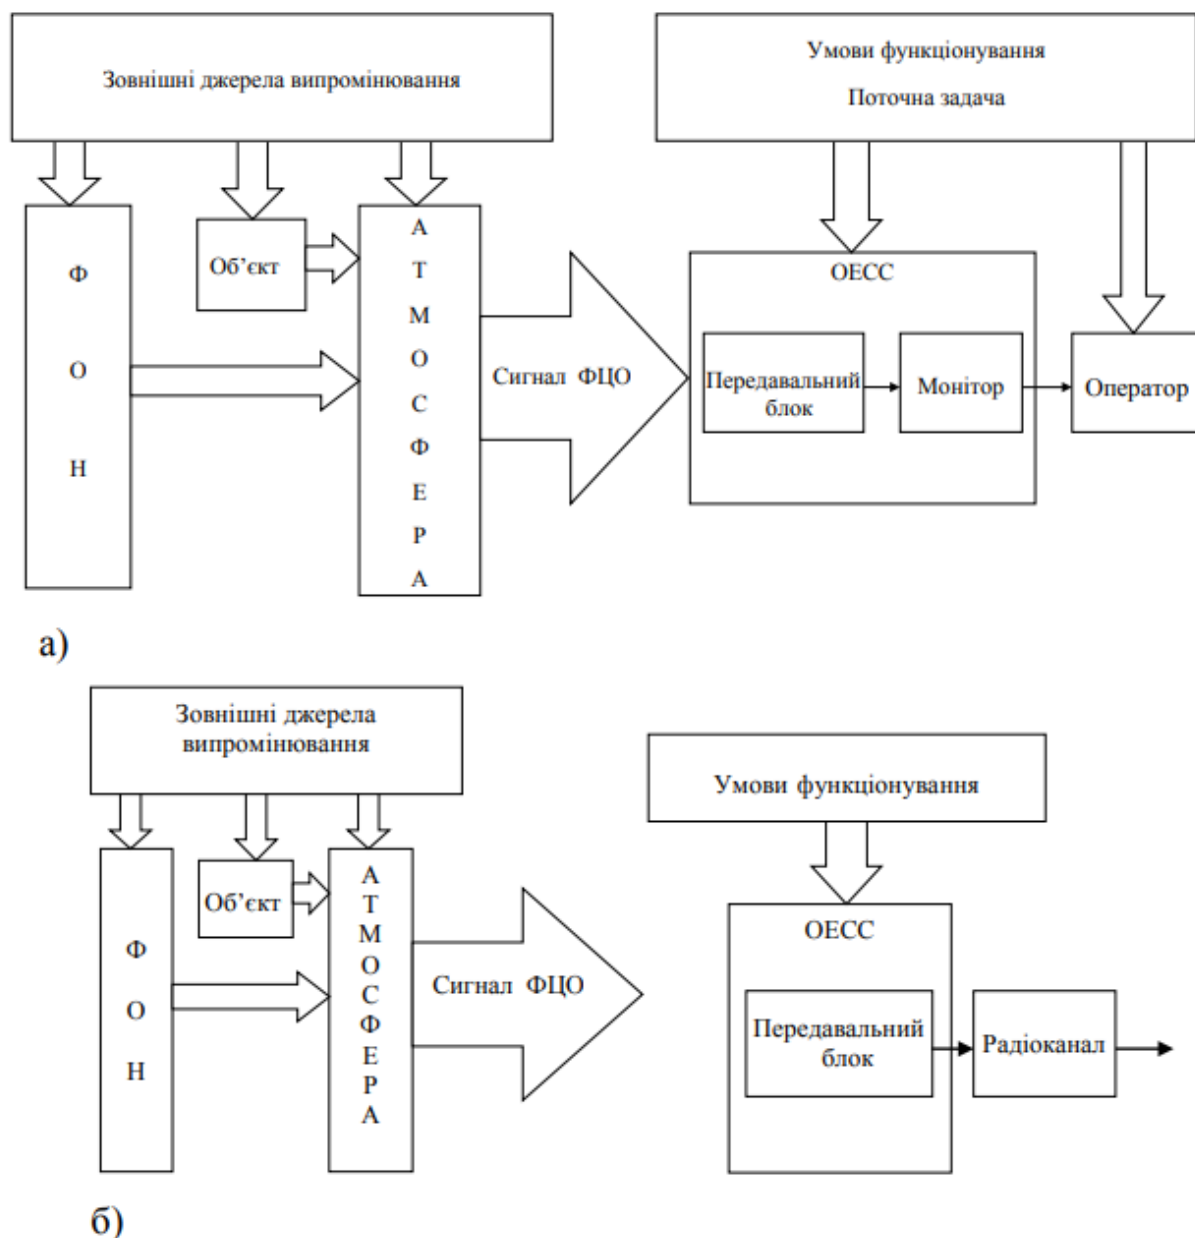 Зовнішні джерела випромінювання
Умови функціонування
Поточна задача
Ф
О
Н
Об’єкт
А
Т
М
О
С
Ф
Е
Р
А
Сигнал ФЦО
ОЕСС
Передавальний
блок
Монітор
Оператор
а)
Зовнішні джерела
випромінювання
Умови функціонування
Ф
О
Н
Об’єкт
А
Т
М
О
С
Ф
Е
Р
А
Сигнал ФЦО
ОЕСС
Передавальний
блок
Радіоканал
б)